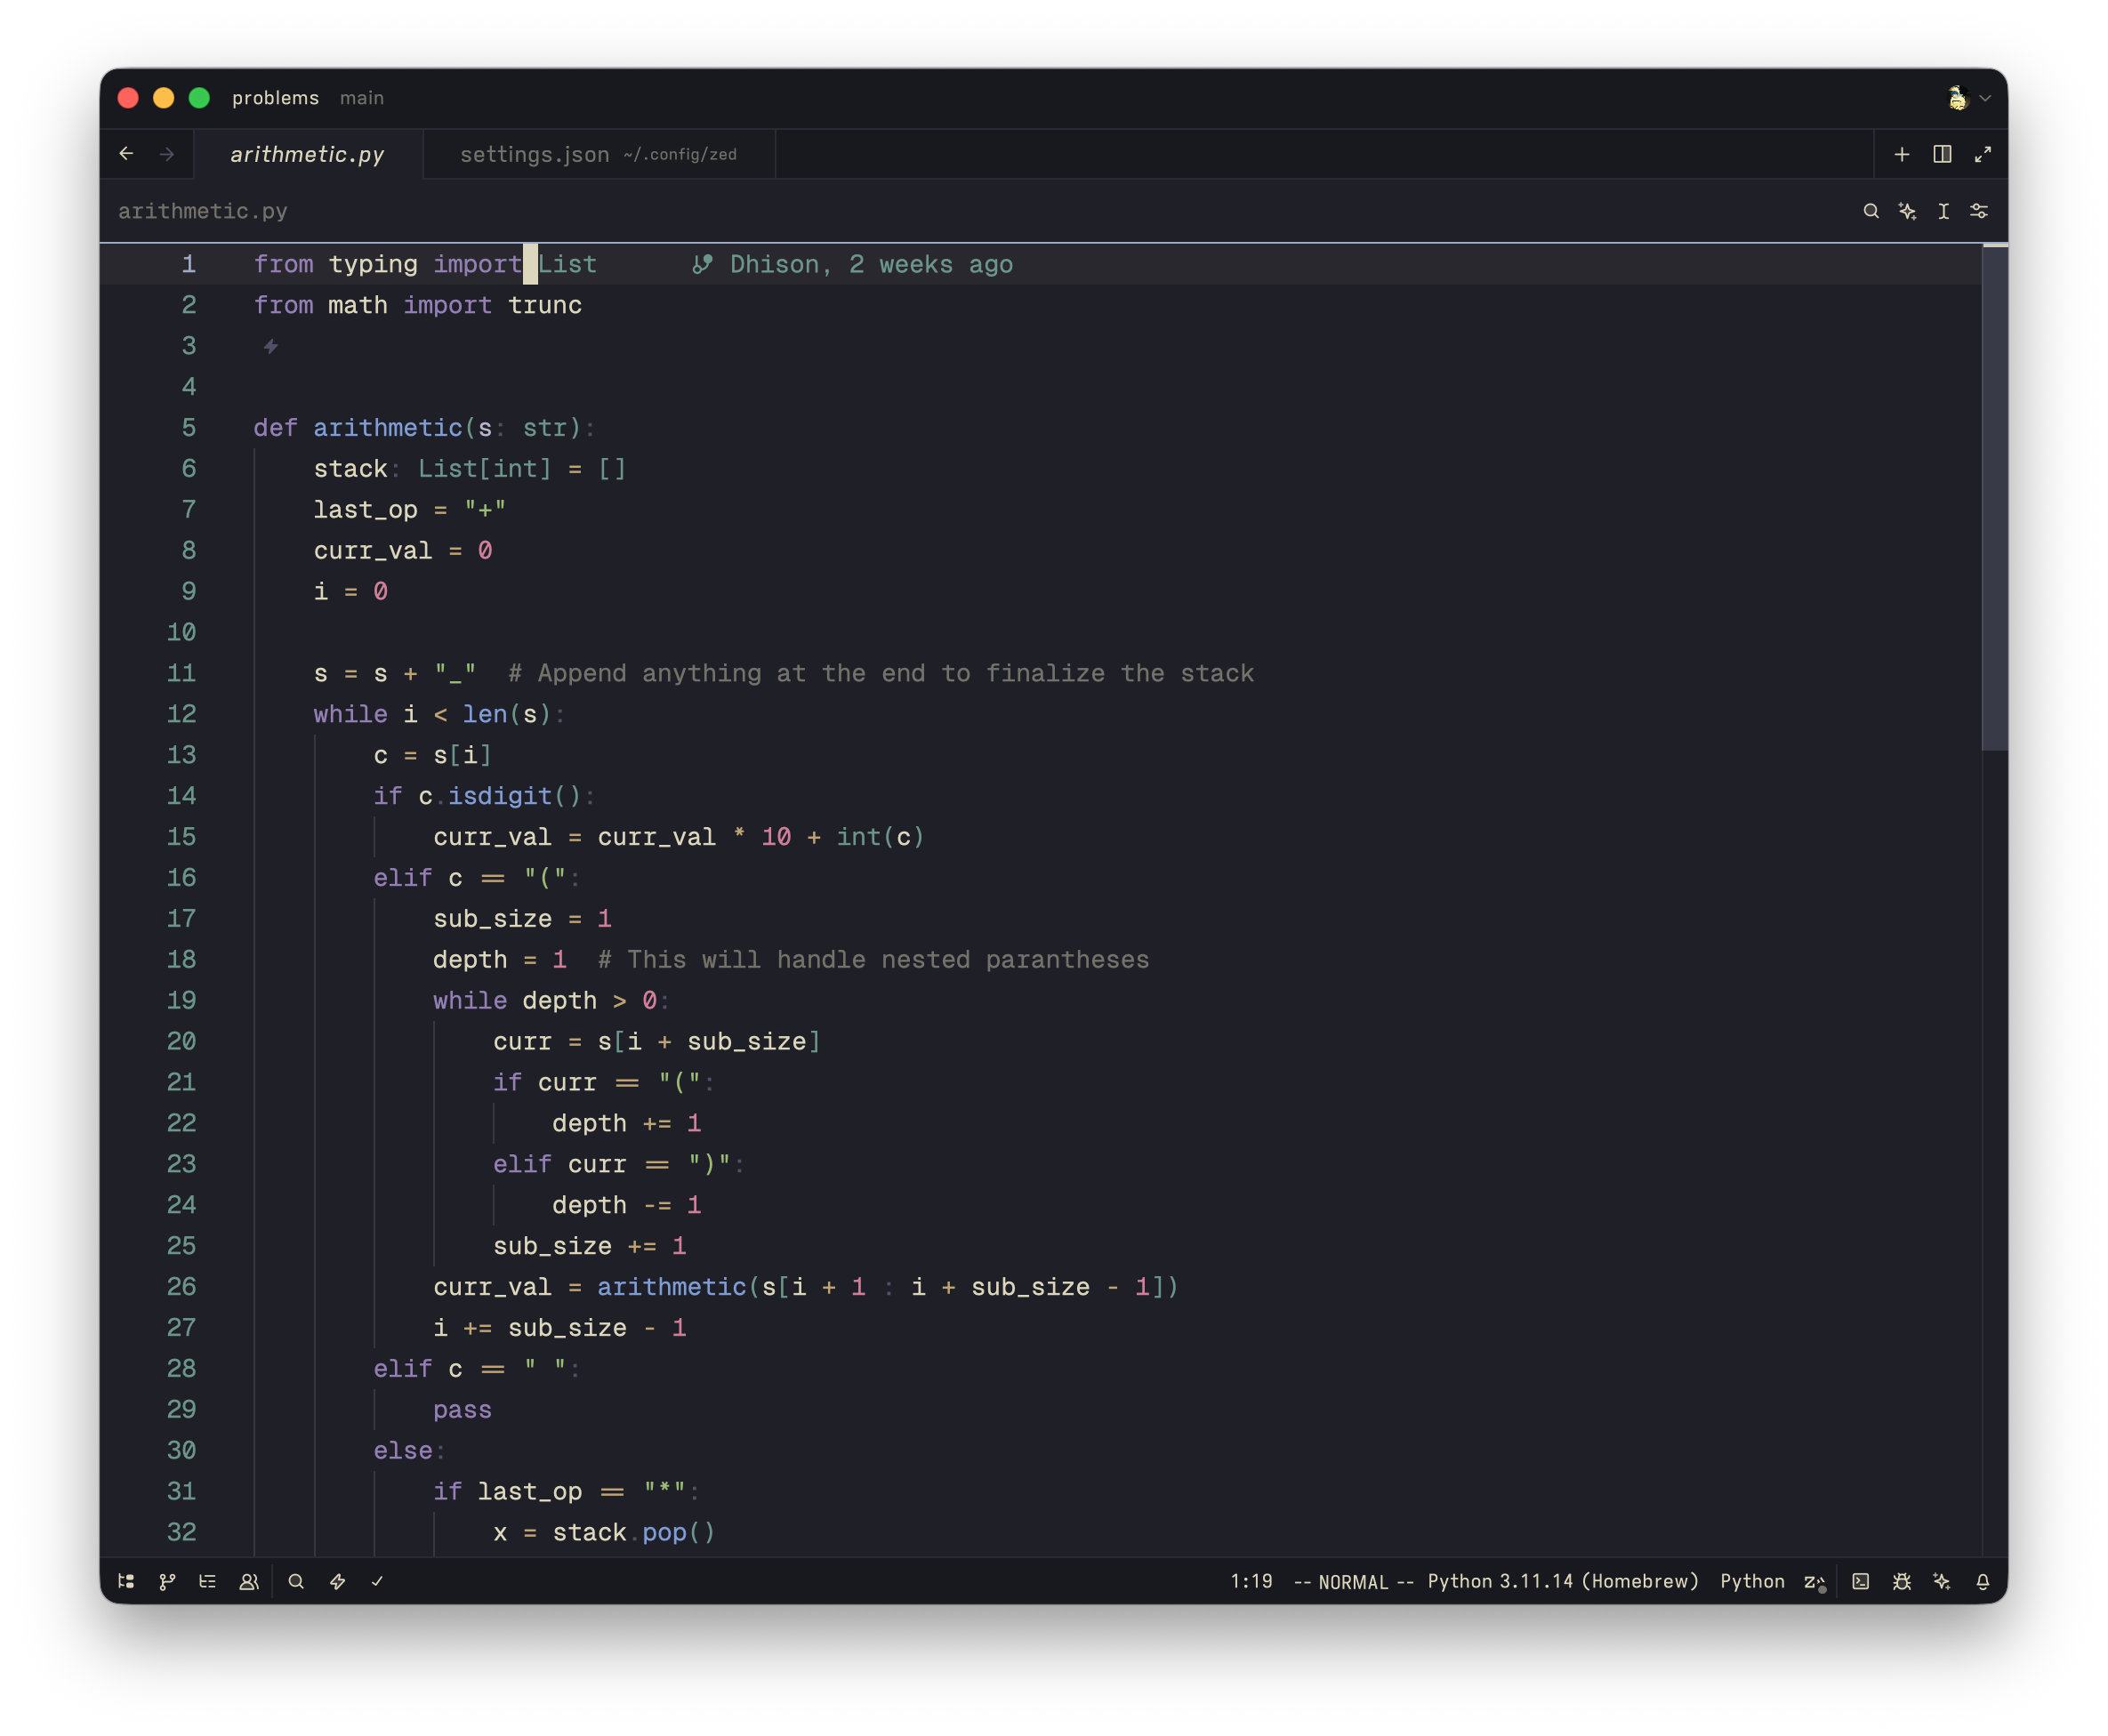 problems main
arithmetic.py settings.json ~/.config/zed
arithmetic.py
1 from typing import List Dhison, 2 weeks ago
2 from math import trunc
3
4
5 def arithmetic(s: str):
6 stack: List[int] = []
7 last_op = "+"
8 curr_val = 0
9 i = 0
10
11 s = s + "_"  # Append anything at the end to finalize the stack
12 while i < len(s):
13 c = s[i]
14 if c.isdigit():
15 curr_val = curr_val * 10 + int(c)
16 elif c == "(":
17 sub_size = 1
18 depth = 1  # This will handle nested parantheses
19 while depth > 0:
20 curr = s[i + sub_size]
21 if curr == "(":
22 depth += 1
23 elif curr == ")":
24 depth -= 1
25 sub_size += 1
26 curr_val = arithmetic(s[i + 1 : i + sub_size - 1])
27 i += sub_size - 1
28 elif c == " ":
29 pass
30 else:
31 if last_op == "*":
32 x = stack.pop()
1:19 -- NORMAL -- Python 3.11.14 (Homebrew) Python